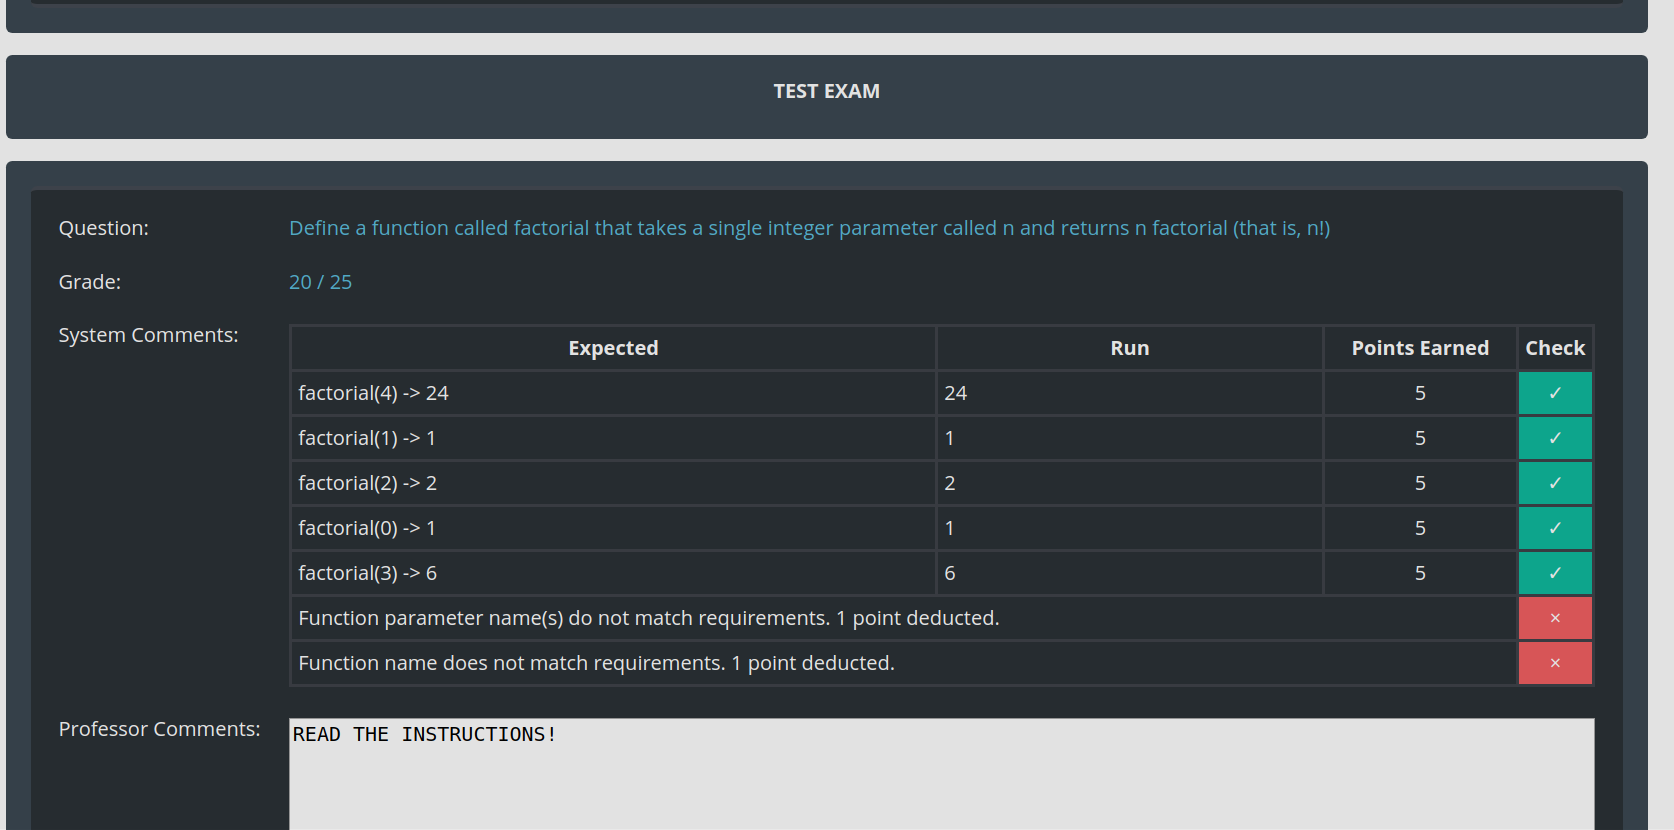 TEST EXAM
Question: Define a function called factorial that takes a single integer parameter called n and returns n factorial (that is, n!)
Grade: 20 / 25
System Comments:
Expected Run Points Earned Check
factorial(4) -> 24 24 5 ✓
factorial(1) -> 1 1 5 ✓
factorial(2) -> 2 2 5 ✓
factorial(0) -> 1 1 5 ✓
factorial(3) -> 6 6 5 ✓
Function parameter name(s) do not match requirements. 1 point deducted. ×
Function name does not match requirements. 1 point deducted. ×
Professor Comments: READ THE INSTRUCTIONS!